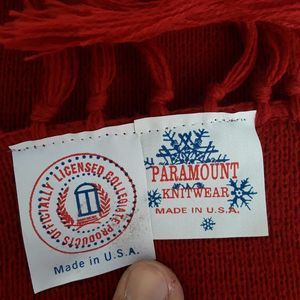 OFFICIALLY LICENSED COLLEGIATE PRODUCTS
Made in U.S.A.
PARAMOUNT
KNITWEAR
MADE IN U.S.A.